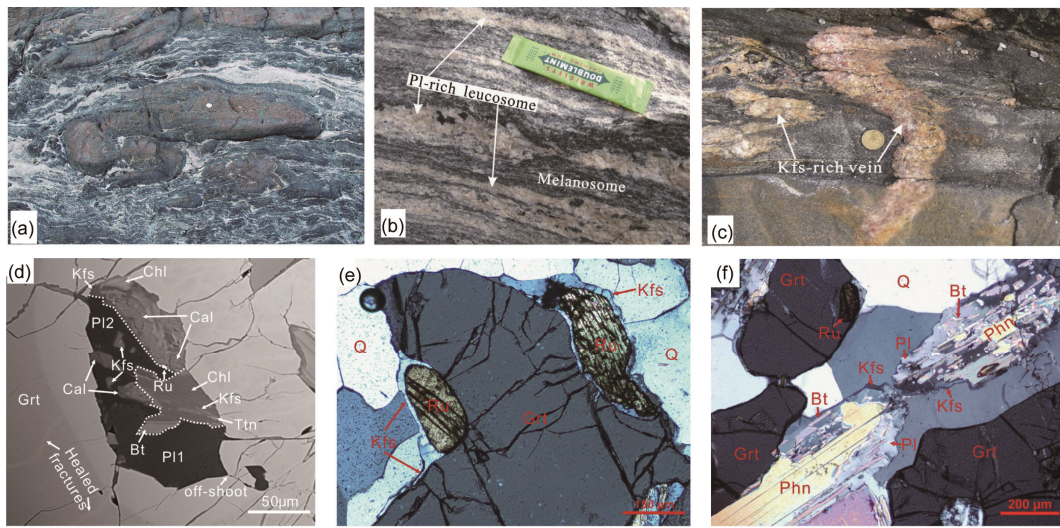 (a)
WRIGLEY'S
DOUBLEMINT
Pl-rich leucosome
Melanosome
(b)
Kfs-rich vein
(c)
(d)
Kfs
Chl
Cal
Pl2
Kfs
Ru
Chl
Cal
Kfs
Grt
Ttn
Bt
Pl1
Healed
fractures
off-shoot
50μm
(e)
Kfs
Q
Ru
Q
Ru
Grt
Kfs
(f)
Grt
Q
Bt
Phn
Ru
Pl
Kfs
Kfs
Bt
Pl
Grt
Grt
Phn
200 μm